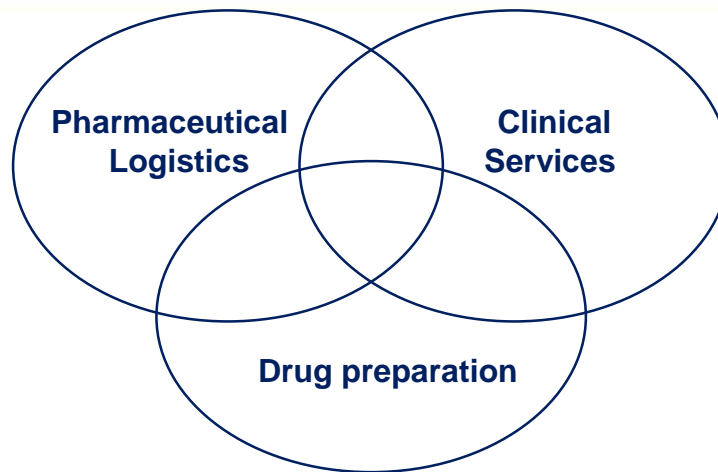 Pharmaceutical
Logistics
Clinical
Services
Drug preparation